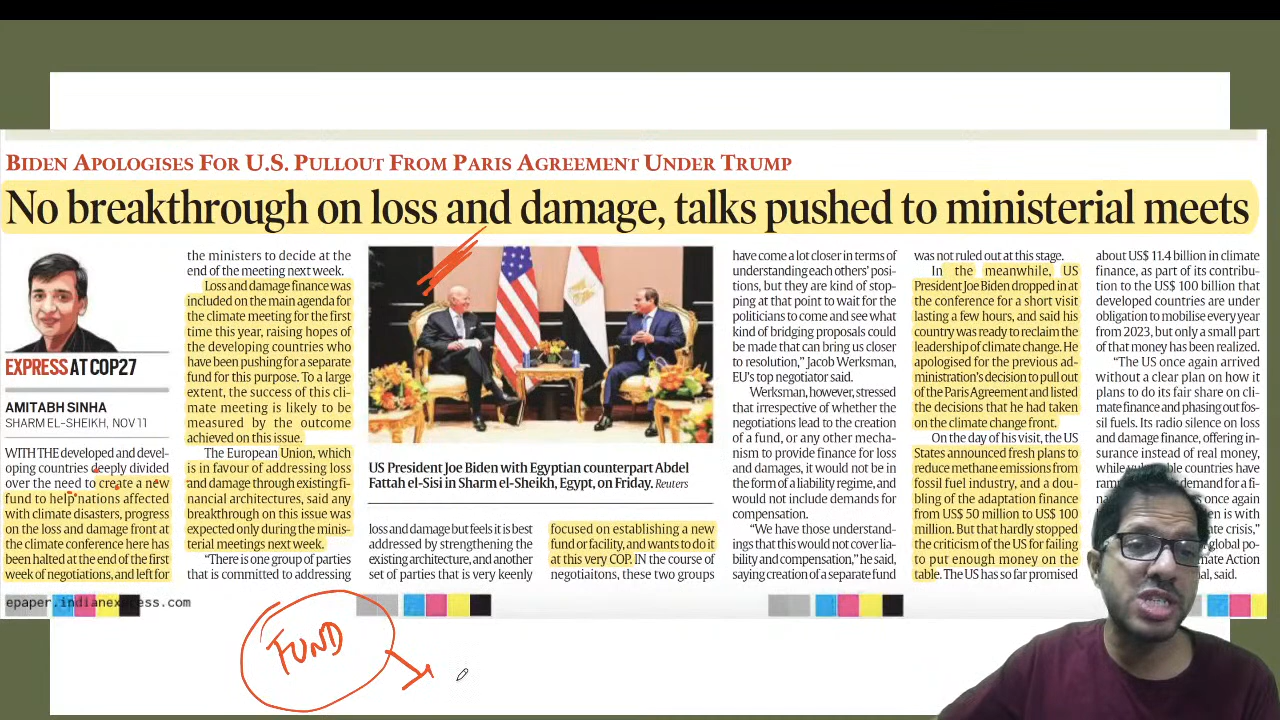 BIDEN APOLOGISES FOR U.S. PULLOUT FROM PARIS AGREEMENT UNDER TRUMP
No breakthrough on loss and damage, talks pushed to ministerial meets
EXPRESS AT COP27
AMITABH SINHA
SHARM EL-SHEIKH, NOV 11
WITH THE developed and devel-
oping countries deeply divided
over the need to create a new
fund to help nations affected
with climate disasters, progress
on the loss and damage front at
the climate conference here has
been halted at the end of the first
week of negotiations, and left for
the ministers to decide at the
end of the meeting next week.
Loss and damage finance was
included on the main agenda for
the climate meeting for the first
time this year, raising hopes of
the developing countries who
have been pushing for a separate
fund for this purpose. To a large
extent, the success of this cli-
mate meeting is likely to be
measured by the outcome
achieved on this issue.
The European Union, which
is in favour of addressing loss
and damage through existing fi-
nancial architectures, said any
breakthrough on this issue was
expected only during the minis-
terial meetings next week.
"There is one group of parties
that is committed to addressing
US President Joe Biden with Egyptian counterpart Abdel
Fattah el-Sisi in Sharm el-Sheikh, Egypt, on Friday. Reuters
loss and damage but feels it is best
addressed by strengthening the
existing architecture, and another
set of parties that is very keenly
focused on establishing a new
fund or facility, and wants to do it
at this very COP. IN the course of
negotiaitons, these two groups
have come a lot closer in terms of
understanding each others' posi-
tions, but they are kind of stop-
ping at that point to wait for the
politicians to come and see what
kind of bridging proposals could
be made that can bring us closer
to resolution," Jacob Werksman,
EU's top negotiator said.
Werksman, however, stressed
that irrespective of whether the
negotiations lead to the creation
of a fund, or any other mecha-
nism to provide finance for loss
and damages, it would not be in
the form of a liability regime, and
would not include demands for
compensation.
"We have those understand-
ings that this would not cover lia-
bility and compensation," he said,
saying creation of a separate fund
was not ruled out at this stage.
In the meanwhile, US
President Joe Biden dropped in at
the conference for a short visit
lasting a few hours, and said his
country was ready to reclaim the
leadership of climate change. He
apologised for the previous ad-
ministration's decision to pull out
of the Paris Agreement and listed
the decisions that he had taken
on the climate change front.
On the day of his visit, the US
States announced fresh plans to
reduce methane emissions from
fossil fuel industry, and a dou-
bling of the adaptation finance
from US$ 50 million to US$ 100
million. But that hardly stopped
the criticism of the US for failing
to put enough money on the
table. The US has so far promised
about US$ 11.4 billion in climate
finance, as part of its contribu-
tion to the US$ 100 billion that
developed countries are under
obligation to mobilise every year
from 2023, but only a small part
of that money has been realized.
"The US once again arrived
without a clear plan on how it
plans to do its fair share on cli-
mate finance and phasing out fos-
sil fuels. Its radio silence on loss
and damage finance, offering in-
surance instead of real money,
while countries have
demand for a fi-
once again
is with
crisis,"
global po-
Action
said.
epaper.indianexpress.com
FUND